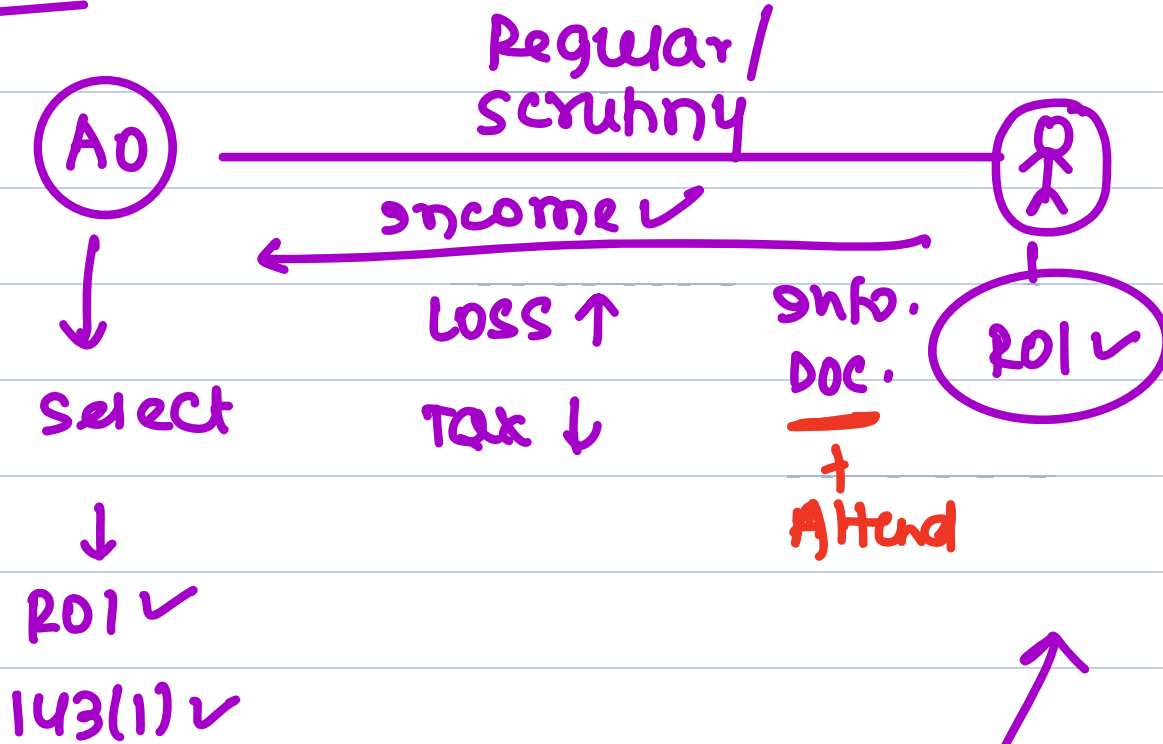 Regular/
Scrutiny
AO
Income ✓
Loss ↑
Info.
Doc.
ROI ✓
Select
Tax ↓
+
Attend
ROI ✓
143(1) ✓